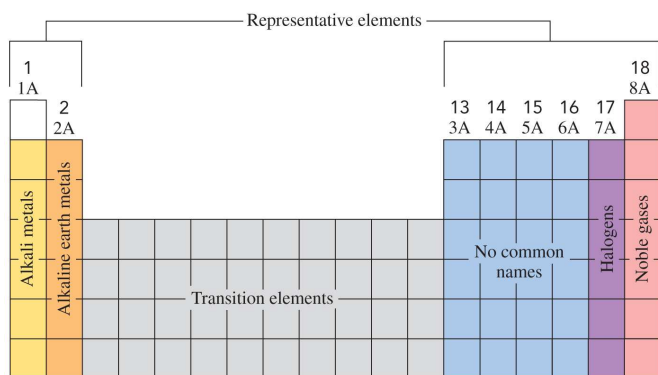 Representative elements
1
1A
18
8A
2
2A
13 14 15 16 17
3A 4A 5A 6A 7A
Alkali metals
Alkaline earth metals
Transition elements
No common
names
Halogens
Noble gases